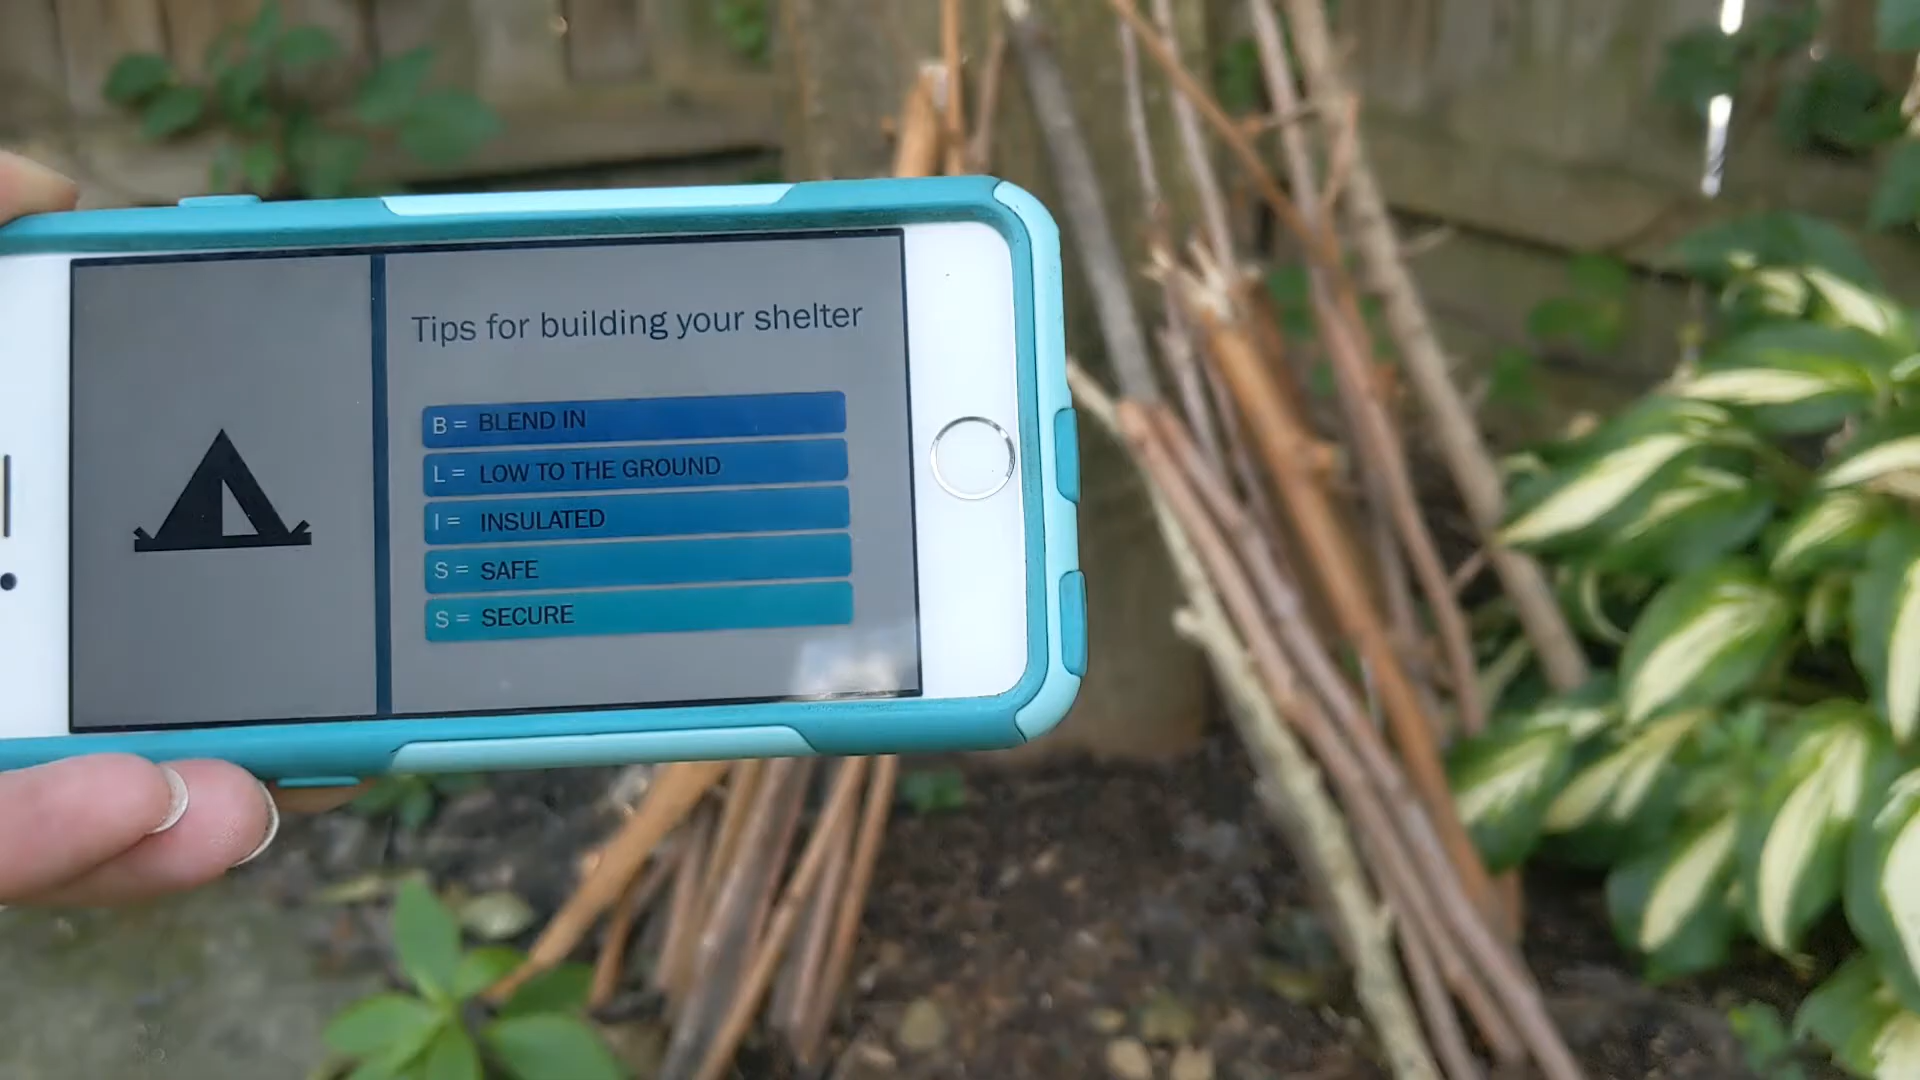 Tips for building your shelter
B = BLEND IN
L = LOW TO THE GROUND
I = INSULATED
S = SAFE
S = SECURE